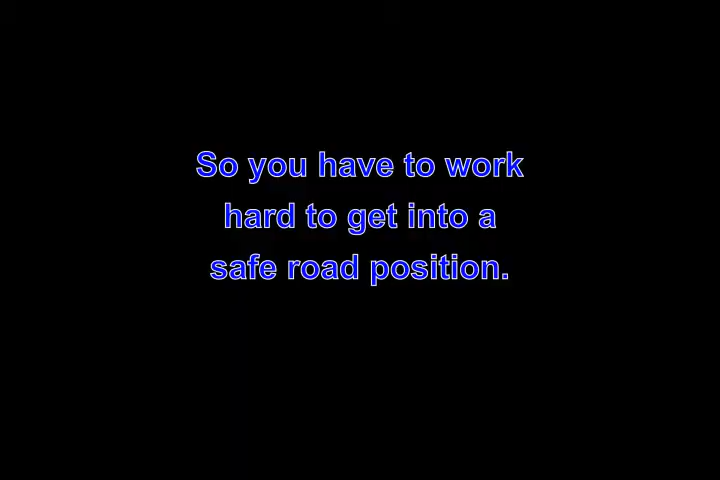 So you have to work
hard to get into a
safe road position.